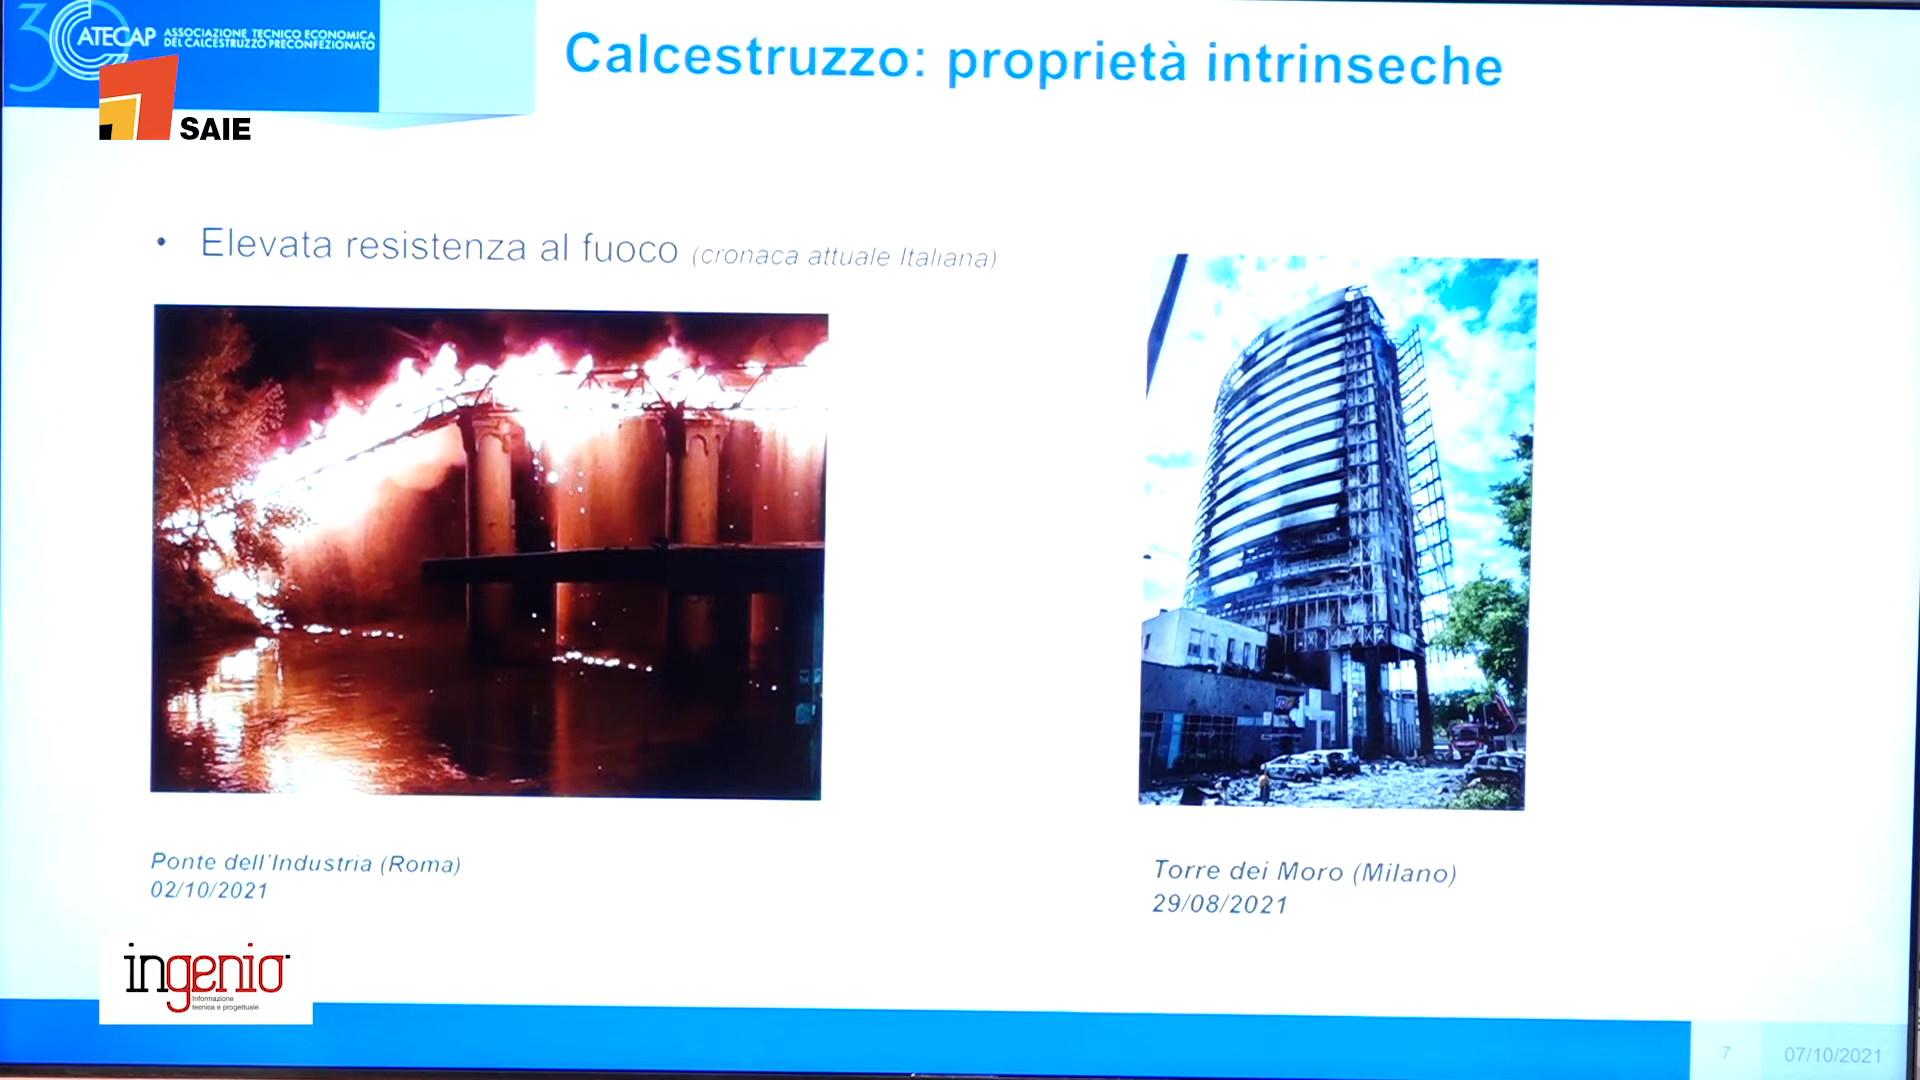 30
ATECAP
ASSOCIAZIONE TECNICO ECONOMICA
DEL CALCESTRUZZO PRECONFEZIONATO
Calcestruzzo: proprietà intrinseche
SAIE
• Elevata resistenza al fuoco (cronaca attuale Italiana)
Ponte dell'Industria (Roma)
02/10/2021
Torre dei Moro (Milano)
29/08/2021
ingenio
Informazione
tecnica e progettuale
7
07/10/2021